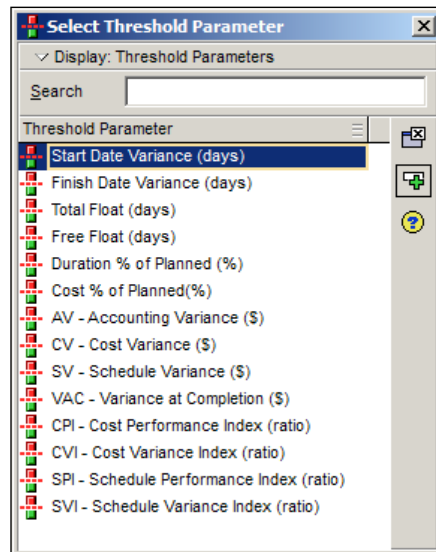 Select Threshold Parameter
Display: Threshold Parameters
Search
Threshold Parameter
Start Date Variance (days)
Finish Date Variance (days)
Total Float (days)
Free Float (days)
Duration % of Planned (%)
Cost % of Planned(%)
AV - Accounting Variance ($)
CV - Cost Variance ($)
SV - Schedule Variance ($)
VAC - Variance at Completion ($)
CPI - Cost Performance Index (ratio)
CVI - Cost Variance Index (ratio)
SPI - Schedule Performance Index (ratio)
SVI - Schedule Variance Index (ratio)